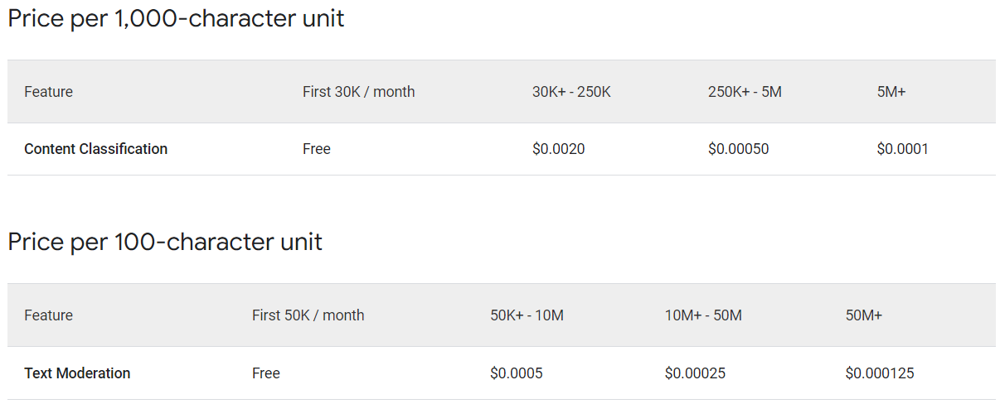 Price per 1,000-character unit
Feature First 30K / month 30K+ - 250K 250K+ - 5M 5M+
Content Classification Free $0.0020 $0.00050 $0.0001
Price per 100-character unit
Feature First 50K / month 50K+ - 10M 10M+ - 50M 50M+
Text Moderation Free $0.0005 $0.00025 $0.000125